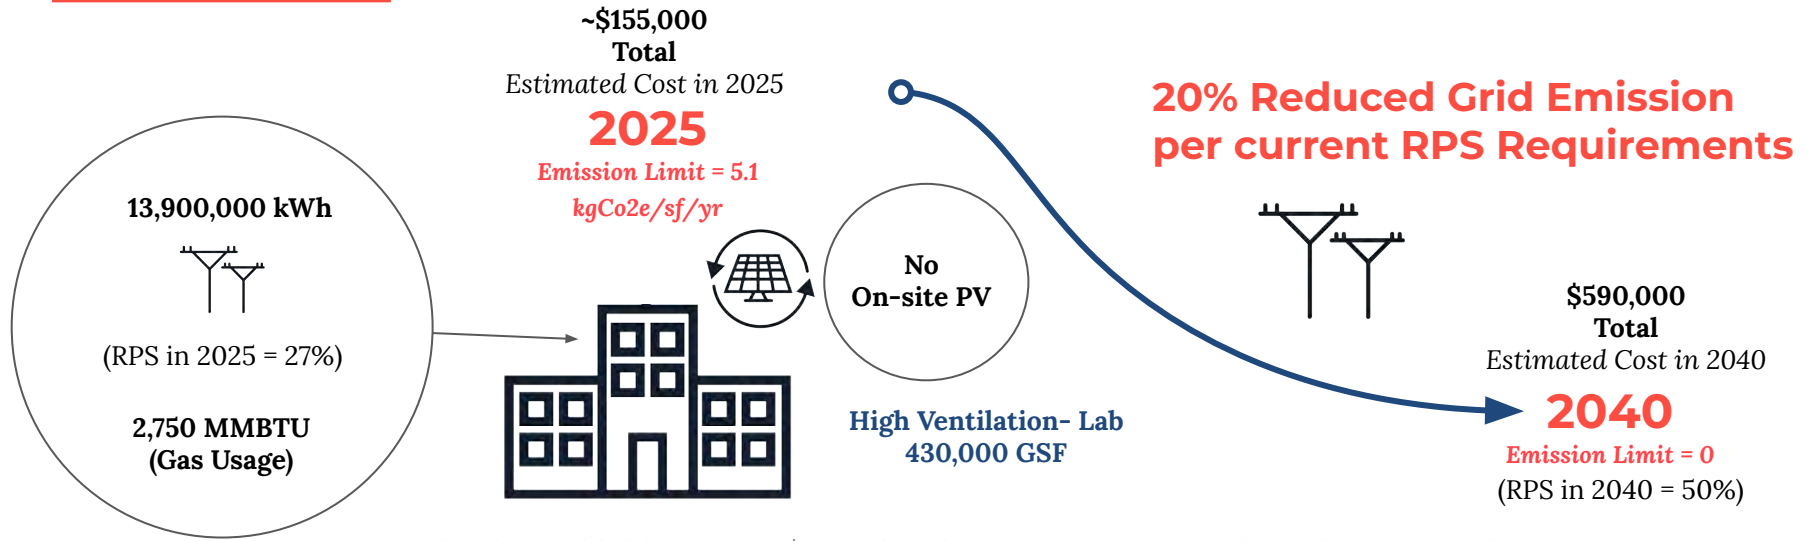 ~$155,000
Total
Estimated Cost in 2025
2025
Emission Limit = 5.1
kgCo2e/sf/yr
13,900,000 kWh
(RPS in 2025 = 27%)
2,750 MMBTU
(Gas Usage)
No
On-site PV
High Ventilation- Lab
430,000 GSF
20% Reduced Grid Emission
per current RPS Requirements
$590,000
Total
Estimated Cost in 2040
2040
Emission Limit = 0
(RPS in 2040 = 50%)